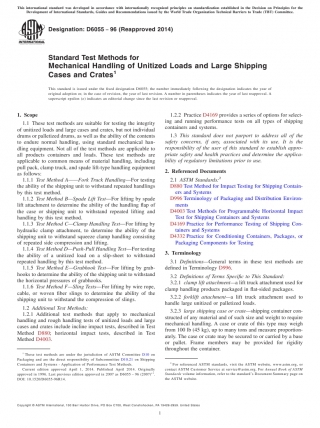 This international standard was developed in accordance with internationally recognized principles on standardization established in the Decision on Principles for the
Development of International Standards, Guides and Recommendations issued by the World Trade Organization Technical Barriers to Trade (TBT) Committee.
Designation: D6055 − 96 (Reapproved 2014)
INTERNATIONAL
Standard Test Methods for
Mechanical Handling of Unitized Loads and Large Shipping
Cases and Crates¹
This standard is issued under the fixed designation D6055; the number immediately following the designation indicates the year of
original adoption or, in the case of revision, the year of last revision. A number in parentheses indicates the year of last reapproval. A
superscript epsilon (ε) indicates an editorial change since the last revision or reapproval.
1. Scope
1.1 These test methods are suitable for testing the integrity
of unitized loads and large cases and crates, but not individual
drums or palletized drums, as well as the ability of the contents
to endure normal handling, using standard mechanical han-
dling equipment. Not all of the test methods are applicable to
all products containers and loads. These test methods are
applicable to common means of material handling, including
pull pack, clamp truck, and spade lift-type handling equipment
as follows:
1.1.1 Test Method A——Fork Truck Handling—For testing
the ability of the shipping unit to withstand repeated handlings
by this test method.
1.1.2 Test Method B—Spade Lift Test—For lifting by spade
lift attachment to determine the ability of the handling flap of
the case or shipping unit to withstand repeated lifting and
handling by this test method.
1.1.3 Test Method C—Clamp Handling Test—For lifting by
hydraulic clamp attachment, to determine the ability of the
shipping unit to withstand squeeze clamp handling consisting
of repeated side compression and lifting.
1.1.4 Test Method D—Push-Pull Handling Test—For testing
the ability of a unitized load on a slip-sheet to withstand
repeated handling by this method.
1.1.5 Test Method E—Grabhook Test—For lifting by grab-
hooks to determine the ability of the shipping unit to withstand
the horizontal pressures of grabhooks.
1.1.6 Test Method F—Sling Tests—For lifting by wire rope,
cable, or woven fiber slings to determine the ability of the
shipping unit to withstand the compression of slings.
1.2 Additional Test Methods:
1.2.1 Additional test methods that apply to mechanical
handling and rough handling tests of unitized loads and large
cases and crates include incline impact tests, described in Test
Method D880; horizontal impact tests, described in Test
Method D4003.
¹ These test methods are under the jurisdiction of ASTM Committee D10 on
Packaging and are the direct responsibility of Subcommittee D10.21 on Shipping
Containers and Systems - Application of Performance Test Methods.
Current edition approved April 1, 2014. Published April 2014. Originally
approved in 1996. Last previous edition approved in 2007 as D6055 - 96 (2007)
DOI: 10.1520/D6055-96R14.
1.2.2 Practice D4169 provides a series of options for select-
ing and running performance tests on all types of shipping
containers and systems.
1.3 This standard does not purport to address all of the
safety concerns, if any, associated with its use. It is the
responsibility of the user of this standard to establish appro-
priate safety and health practices and determine the applica-
bility of regulatory limitations prior to use.
2. Referenced Documents
2.1 ASTM Standards:²
D880 Test Method for Impact Testing for Shipping Contain-
ers and Systems
D996 Terminology of Packaging and Distribution Environ-
ments
D4003 Test Methods for Programmable Horizontal Impact
Test for Shipping Containers and Systems
D4169 Practice for Performance Testing of Shipping Con-
tainers and Systems
D4332 Practice for Conditioning Containers, Packages, or
Packaging Components for Testing
3. Terminology
3.1 Definitions—General terms in these test methods are
defined in Terminology D996.
3.2 Definitions of Terms Specific to This Standard:
3.2.1 clamp lift attachment—a lift truck attachment used for
large handling products packaged in flat-sided packages.
3.2.2 forklift attachment—a lift truck attachment used to
handle large unitized or palletized loads.
3.2.3 large shipping case or crate—shipping container con-
structed of any material and of such size and weight to require
mechanical handling. A case or crate of this type may weigh
from 100 lb (45 kg), up to many tons and measure proportion-
ately. The case or crate may be secured to or carried by a base
or pallet. Frame members may be provided for rigidity
throughout the container.
² For referenced ASTM standards, visit the ASTM website, www.astm.org, or
contact ASTM Customer Service at service@astm.org. For Annual Book of ASTM
Standards volume information, refer to the standard's Document Summary page on
the ASTM website.
Copyright © ASTM International, 100 Barr Harbor Drive, PO Box C700, West Conshohocken, PA 19428-2959. United States
1